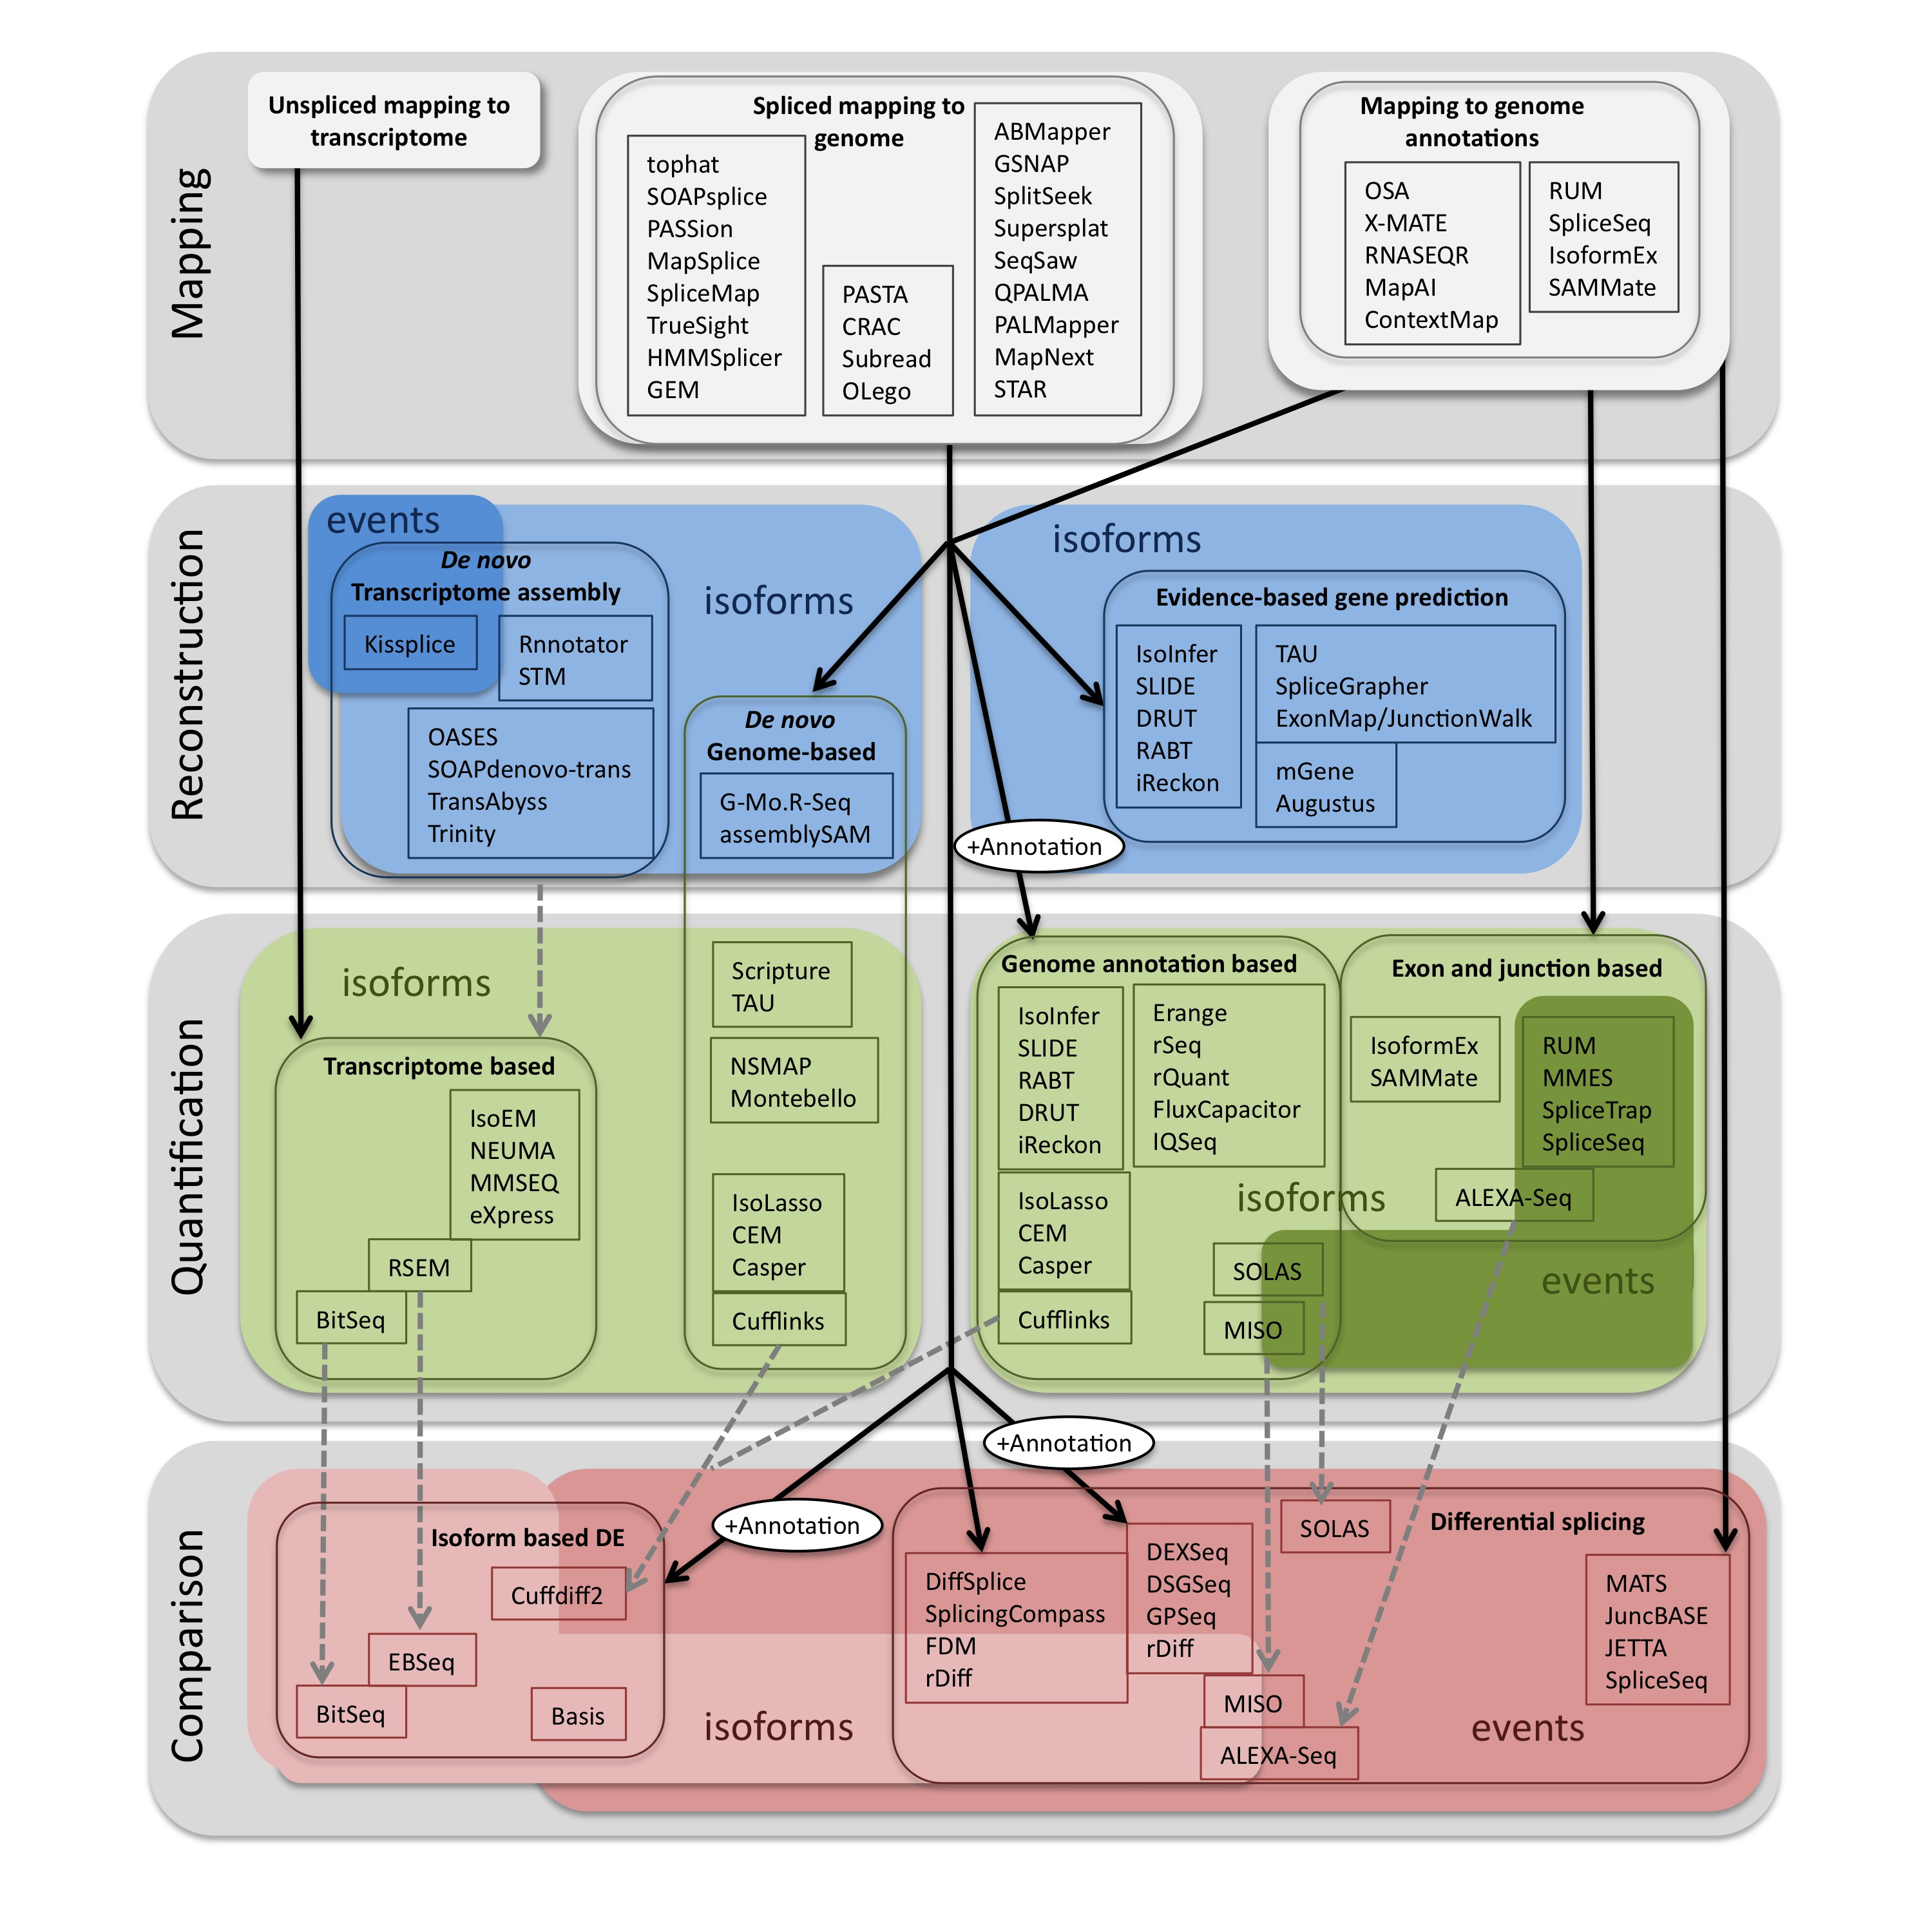 Mapping
Unspliced mapping to
transcriptome
Spliced mapping to
genome
tophat
SOAPsplice
PASSion
MapSplice
SpliceMap
TrueSight
HMMSplicer
GEM
PASTA
CRAC
Subread
OLego
ABMapper
GSNAP
SplitSeek
Supersplat
SeqSaw
QPALMA
PALMapper
MapNext
STAR
Mapping to genome
annotations
OSA
X-MATE
RNASEQR
MapAI
ContextMap
RUM
SpliceSeq
IsoformEx
SAMMate
Reconstruction
events
De novo
Transcriptome assembly
Kissplice
Rnnotator
STM
OASES
SOAPdenovo-trans
TransAbyss
Trinity
isoforms
De novo
Genome-based
G-Mo.R-Seq
assemblySAM
isoforms
Evidence-based gene prediction
IsoInfer
SLIDE
DRUT
RABT
iReckon
TAU
SpliceGrapher
ExonMap/JunctionWalk
mGene
Augustus
+Annotation
Quantification
isoforms
Transcriptome based
IsoEM
NEUMA
MMSEQ
eXpress
RSEM
BitSeq
Scripture
TAU
NSMAP
Montebello
IsoLasso
CEM
Casper
Cufflinks
Genome annotation based
IsoInfer
SLIDE
RABT
DRUT
iReckon
Erange
rSeq
rQuant
FluxCapacitor
IQSeq
IsoLasso
CEM
Casper
Cufflinks
isoforms
SOLAS
MISO
Exon and junction based
IsoformEx
SAMMate
RUM
MMES
SpliceTrap
SpliceSeq
ALEXA-Seq
events
Comparison
+Annotation
+Annotation
Isoform based DE
Cuffdiff2
EBSeq
BitSeq
Basis
isoforms
Differential splicing
DiffSplice
SplicingCompass
FDM
rDiff
DEXSeq
DSGSeq
GPSeq
rDiff
SOLAS
MISO
ALEXA-Seq
MATS
JuncBASE
JETTA
SpliceSeq
events